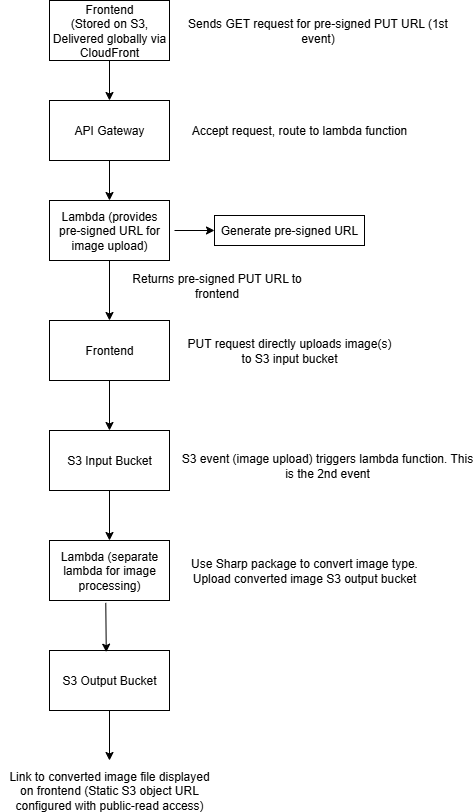 Frontend
(Stored on S3,
Delivered globally via
CloudFront
Sends GET request for pre-signed PUT URL (1st
event)
API Gateway
Accept request, route to lambda function
Lambda (provides
pre-signed URL for
image upload)
Generate pre-signed URL
Returns pre-signed PUT URL to
frontend
Frontend
PUT request directly uploads image(s)
to S3 input bucket
S3 Input Bucket
S3 event (image upload) triggers lambda function. This
is the 2nd event
Lambda (separate
lambda for image
processing)
Use Sharp package to convert image type.
Upload converted image S3 output bucket
S3 Output Bucket
Link to converted image file displayed
on frontend (Static S3 object URL
configured with public-read access)